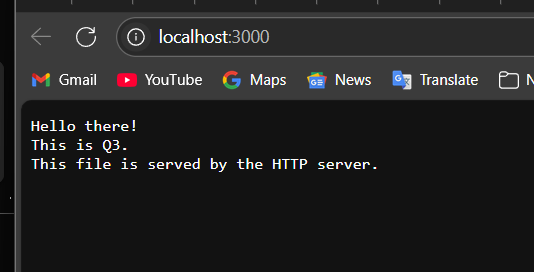 localhost:3000
Gmail YouTube Maps News Translate
Hello there!
This is Q3.
This file is served by the HTTP server.